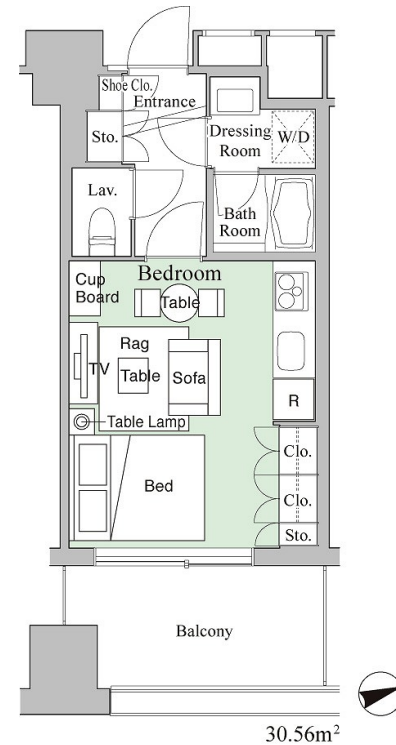 Shoe Clo.
Entrance
Sto.
Dressing
Room
W/D
Lav.
Bath
Room
Bedroom
Cup
Board
Table
Rag
TV
Table
Sofa
R
Table Lamp
Clo.
Bed
Clo.
Sto.
Balcony
30.56m²